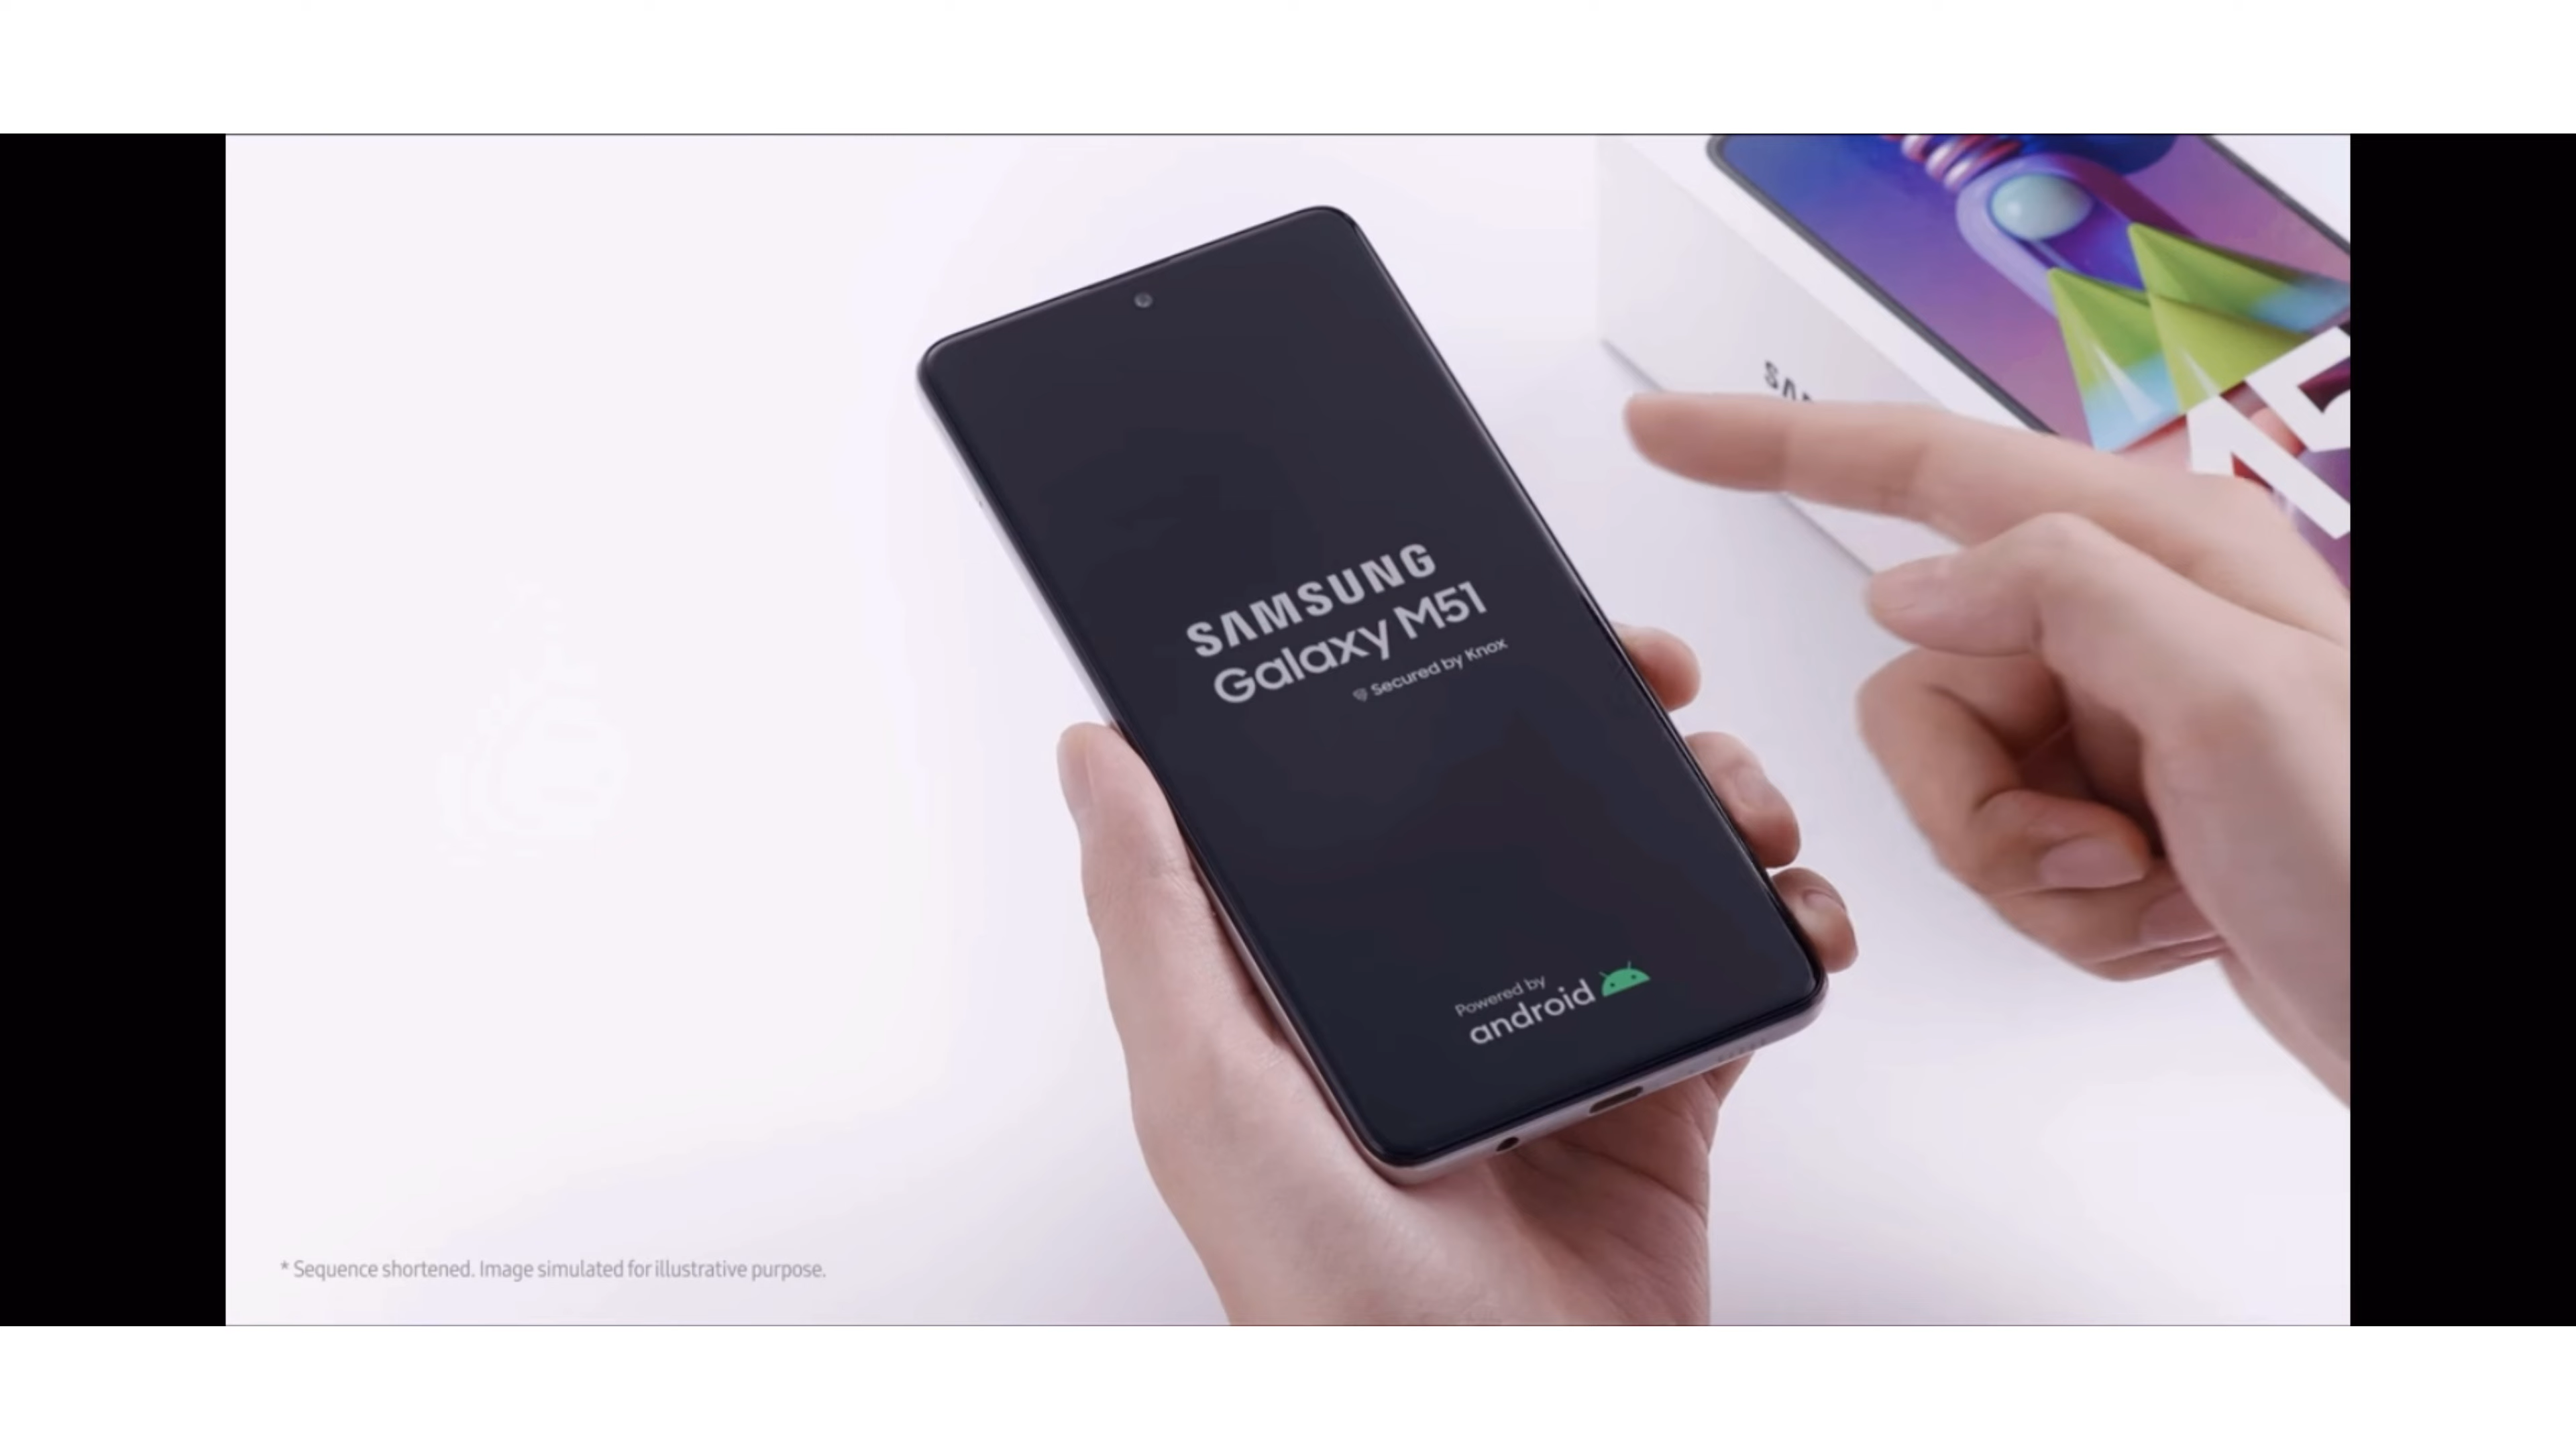 SAMSUNG
Galaxy M51
Secured by Knox
Powered by
android
* Sequence shortened. Image simulated for illustrative purpose.